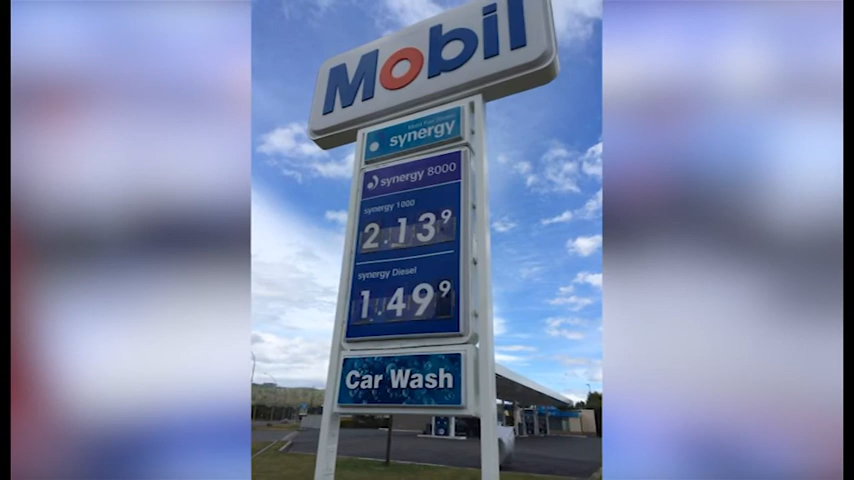 Mobil
synergy
synergy 8000
synergy 1000
2.13⁹
synergy Diesel
1.49⁹
Car Wash